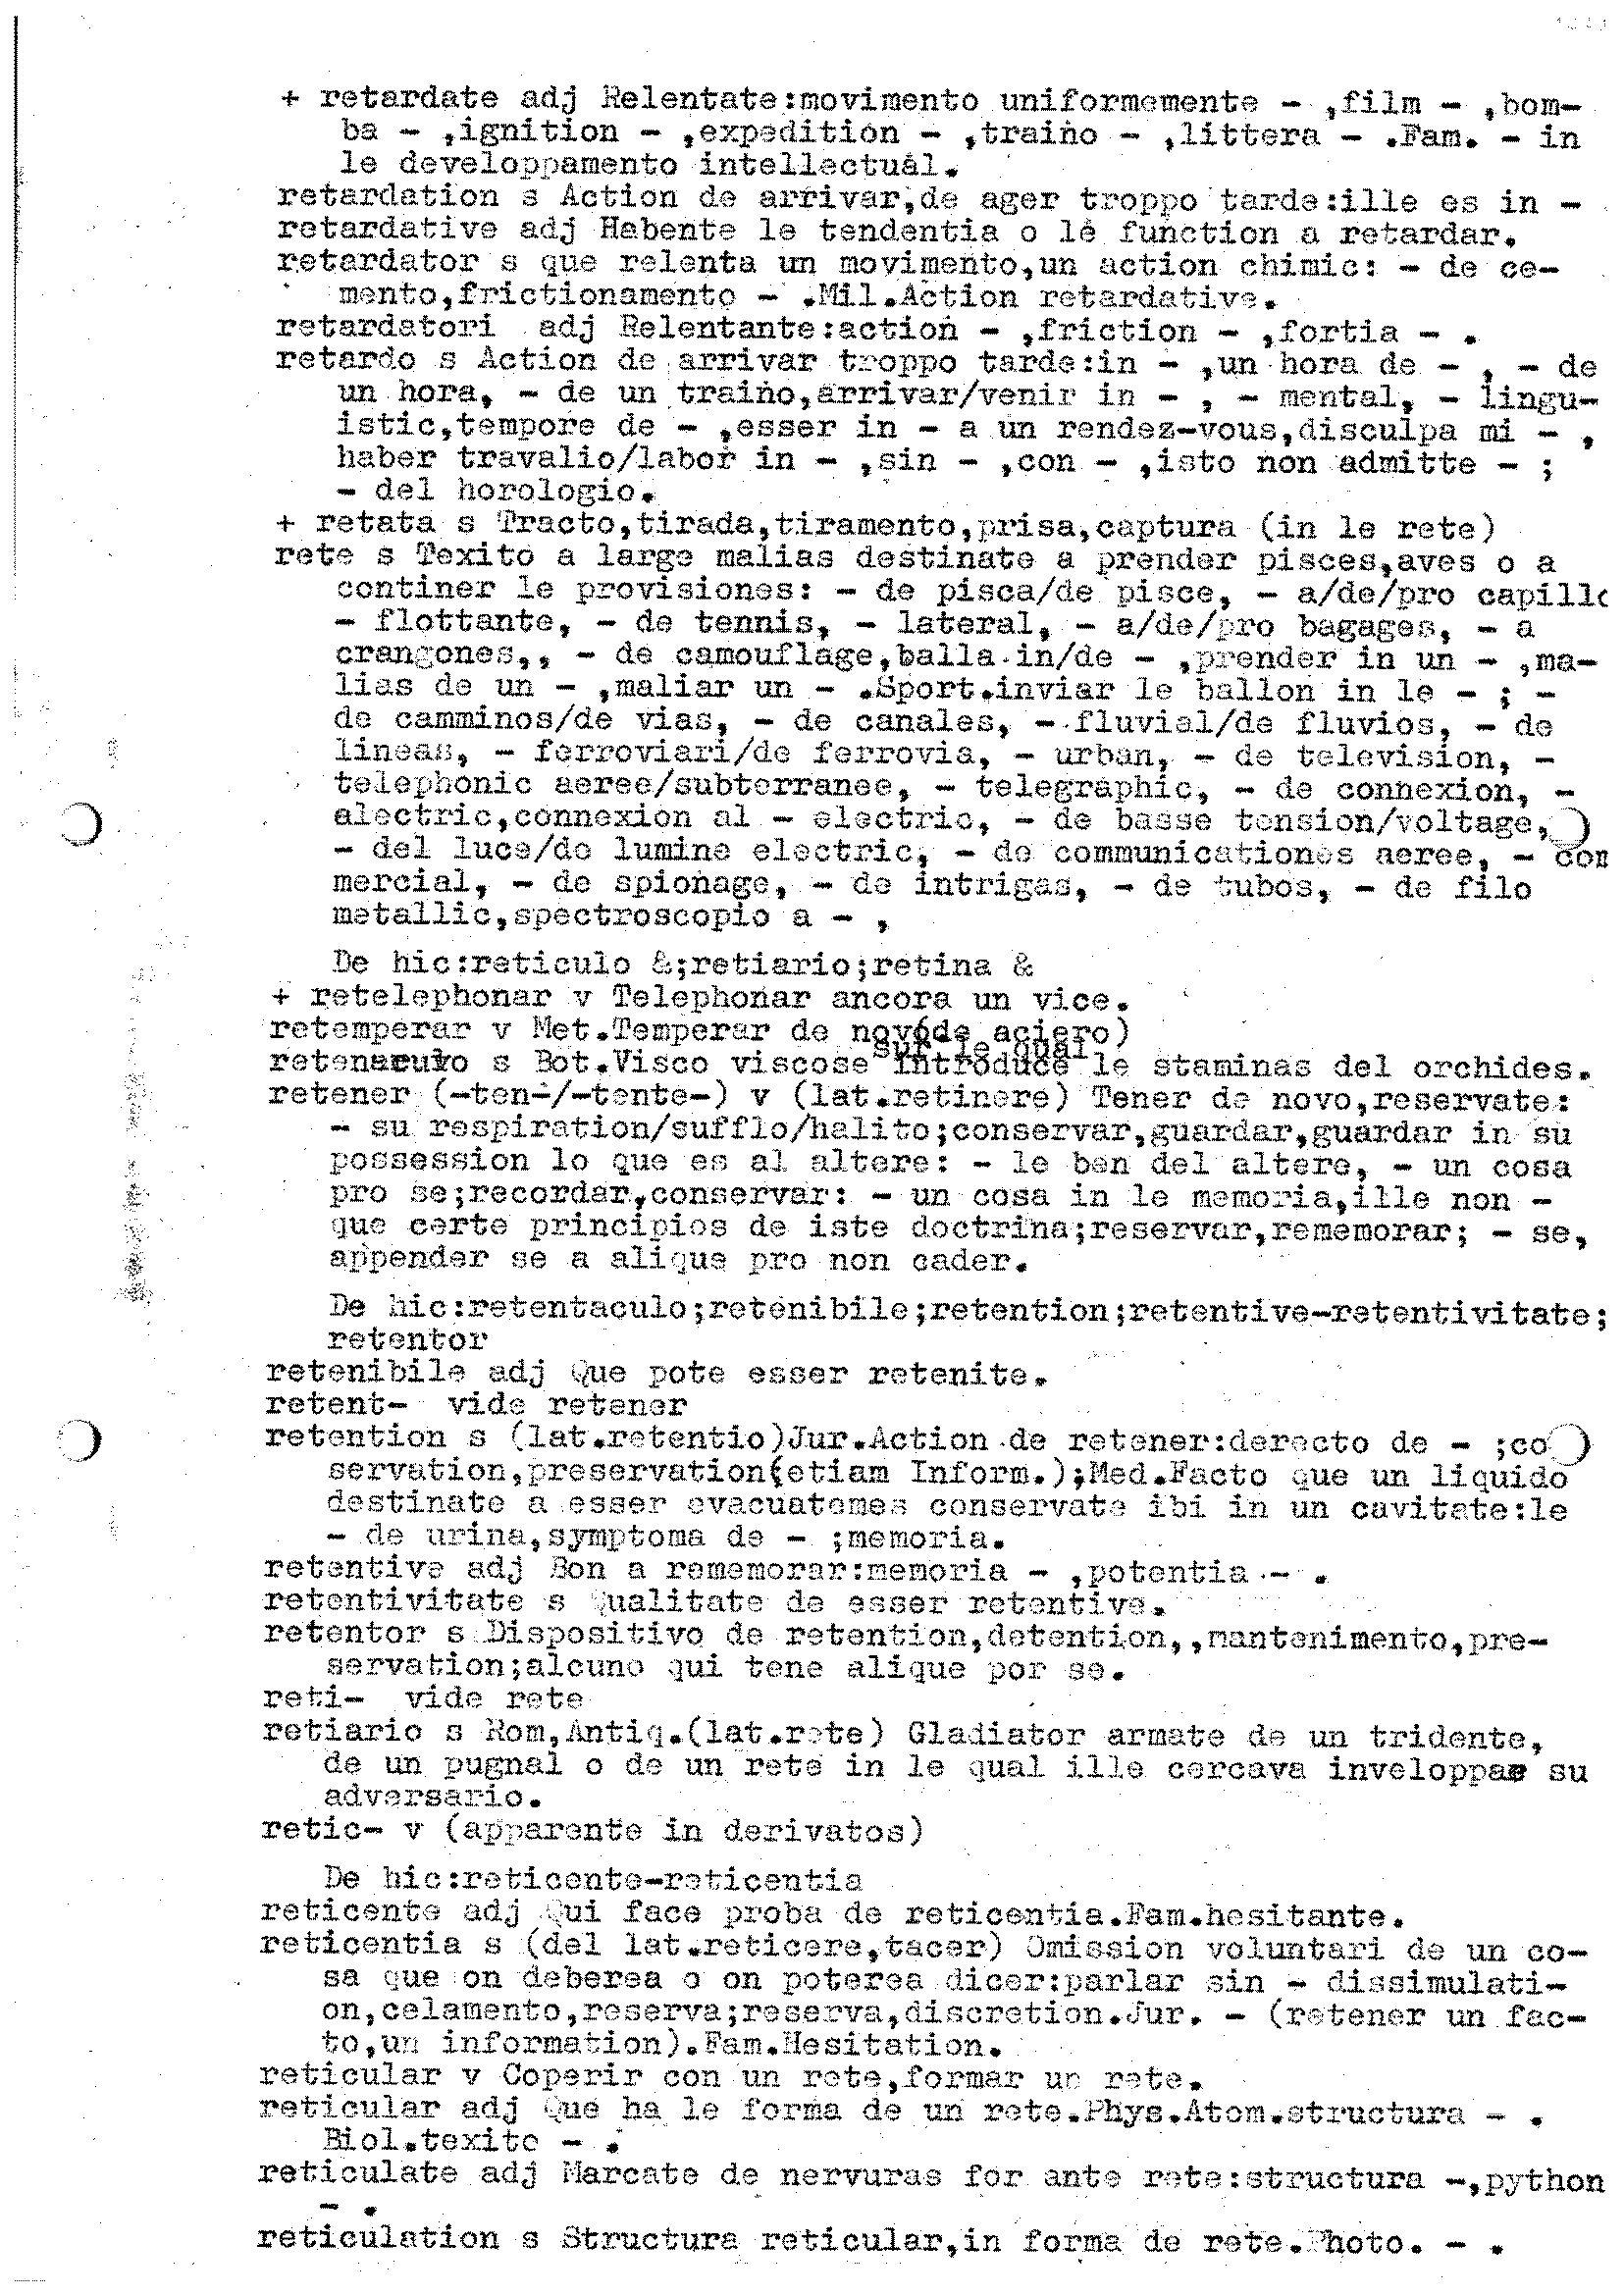 + retardate adj Relentate:movimento uniformemente - ,film - ,bom-
ba - ,ignition - ,expedition - ,traino - ,littera - .Fam. - in
le developpamento intellectual.
retardation s Action de arrivar,de ager troppo tarde:ille es in -
retardative adj Habente le tendentia o le function a retardar.
retardator s que relenta un movimento,un action chimic: - de ce-
mento,frictionamento - .Mil.Action retardative.
retardatori adj Relentante:action - ,friction - ,fortia - .
retardo s Action de arrivar troppo tarde:in - ,un hora de - , - de
un hora, - de un traino,arrivar/venir in - , - mental, - lingu-
istic,tempore de - ,esser in - a un rendez-vous,disculpa mi - ,
haber travalio/labor in - ,sin - ,con - ,isto non admitte - ;
- del horologio.
+ retata s Tracto,tirada,tiramento,prisa,captura (in le rete)
rete s Texito a large malias destinate a prender pisces,aves o a
continer le provisiones: - de pisca/de pisce, - a/de/pro capillo
- flottante, - de tennis, - lateral, - a/de/pro bagages, - a
crangones,, - de camouflage,balla in/de - ,prender in un - ,ma-
lias de un - ,maliar un - .Sport.inviar le ballon in le - ; -
de camminos/de vias, - de canales, - fluvial/de fluvios, - de
lineas, - ferroviari/de ferrovia, - urban, - de television, -
telephonic aeree/subterranee, - telegraphic, - de connexion, -
alectric,connexion al - electric, - de basse tension/voltage,
- del luce/de lumine electric, - de communicationes aeree, - com
mercial, - de spionage, - de intrigas, - de tubos, - de filo
metallic,spectroscopio a - ,
De hic:reticulo &;retiario;retina &
+ retelephonar v Telephonar ancora un vice.
retemperar v Met.Temperar de novo(de aciero)
sur le qual
retenaculo s Bot.Visco viscose introduce le staminas del orchides.
retener (-ten-/-tente-) v (lat.retinere) Tener de novo,reservate:
- su respiration/sufflo/halito;conservar,guardar,guardar in su
possession lo que es al altere: - le ben del altere, - un cosa
pro se;recordar,conservar: - un cosa in le memoria,ille non -
que certe principios de iste doctrina;reservar,rememorar; - se,
appender se a alique pro non cader.
De hic:retentaculo;retenibile;retention;retentive-retentivitate;
retentor
retenibile adj Que pote esser retenite.
retent- vide retener
retention s (lat.retentio)Jur.Action de retener:derecto de - ;co
servation,preservation(etiam Inform.);Med.Facto que un liquido
destinate a esser evacuatemes conservate ibi in un cavitate:le
- de urina,symptoma de - ;memoria.
retentive adj Bon a rememorar:memoria - ,potentia - .
retentivitate s Qualitate de esser retentive.
retentor s Dispositivo de retention,detention,,mantenimento,pre-
servation;alcuno qui tene alique por se.
reti- vide rete
retiario s Rom,Antiq.(lat.rete) Gladiator armate de un tridente,
de un pugnal o de un rete in le qual ille cercava inveloppar su
adversario.
retic- v (apparente in derivatos)
De hic:reticente-reticentia
reticente adj Qui face proba de reticentia.Fam.hesitante.
reticentia s (del lat.reticere,tacer) Omission voluntari de un co-
sa que on deberea o on poterea dicer:parlar sin - dissimulati-
on,celamento,reserva;reserva,discretion.Jur. - (retener un fac-
to,un information).Fam.Hesitation.
reticular v Coperir con un rete,formar un rete.
reticular adj Que ha le forma de un rete.Phys.Atom.structura - .
Biol.texito - .
reticulate adj Marcate de nervuras for ante rete:structura -,python
- .
reticulation s Structura reticular,in forma de rete.Photo. - .